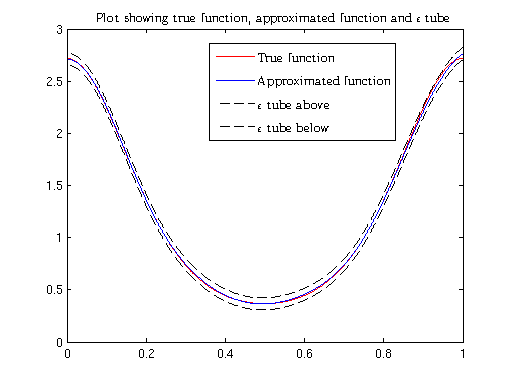 Plot showing true function, approximated function and ε tube
3
2.5
2
1.5
1
0.5
0
True function
Approximated function
ε tube above
ε tube below
0 0.2 0.4 0.6 0.8 1